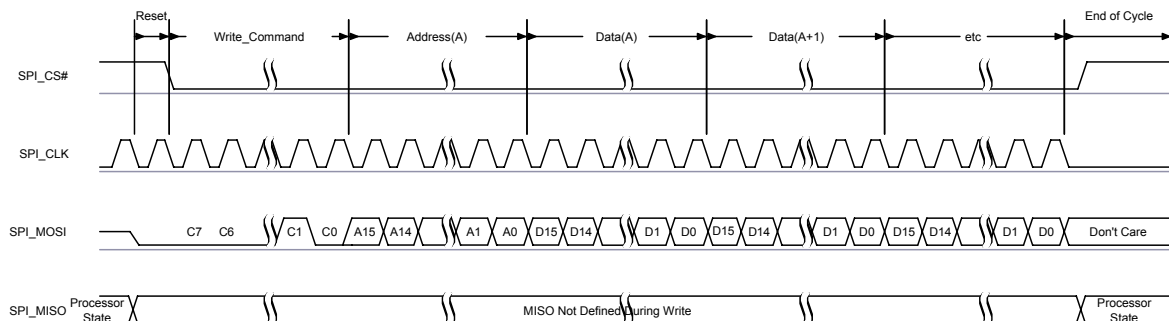 Reset
End of Cycle
Write_Command Address(A) Data(A) Data(A+1) etc
SPI_CS#
SPI_CLK
SPI_MOSI C7 C6 C1 C0 A15 A14 A1 A0 D15 D14 D1 D0 D15 D14 D1 D0 D15 D14 D1 D0 Don't Care
SPI_MISO Processor State MISO Not Defined During Write Processor State